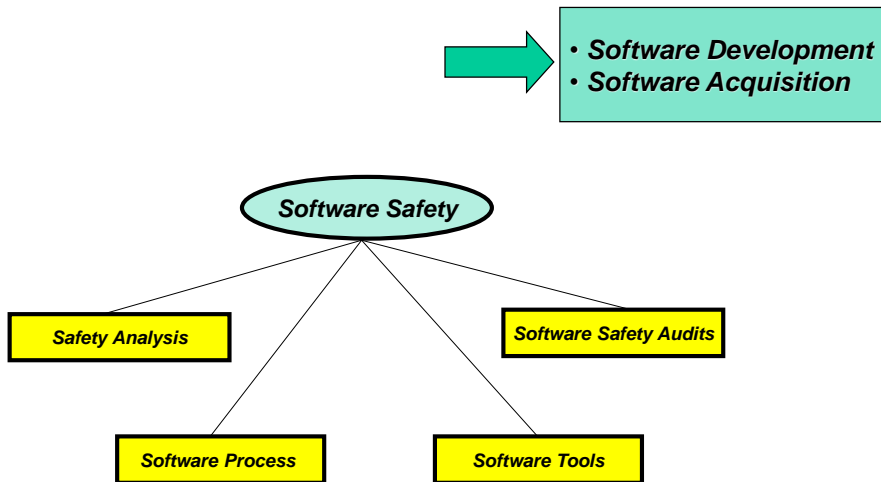 • Software Development
• Software Acquisition
Software Safety
Safety Analysis
Software Safety Audits
Software Process
Software Tools